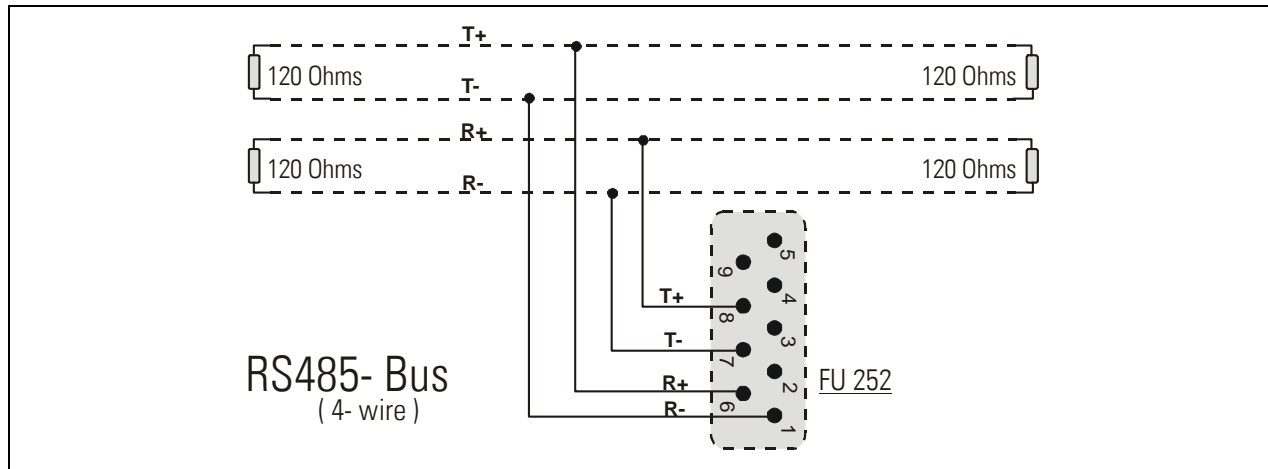 T+
120 Ohms 120 Ohms
T-
R+
120 Ohms 120 Ohms
R-
5
9
4
T+
8
3
T-
7
2
R+
FU 252
6
R-
1
RS485- Bus
( 4- wire )